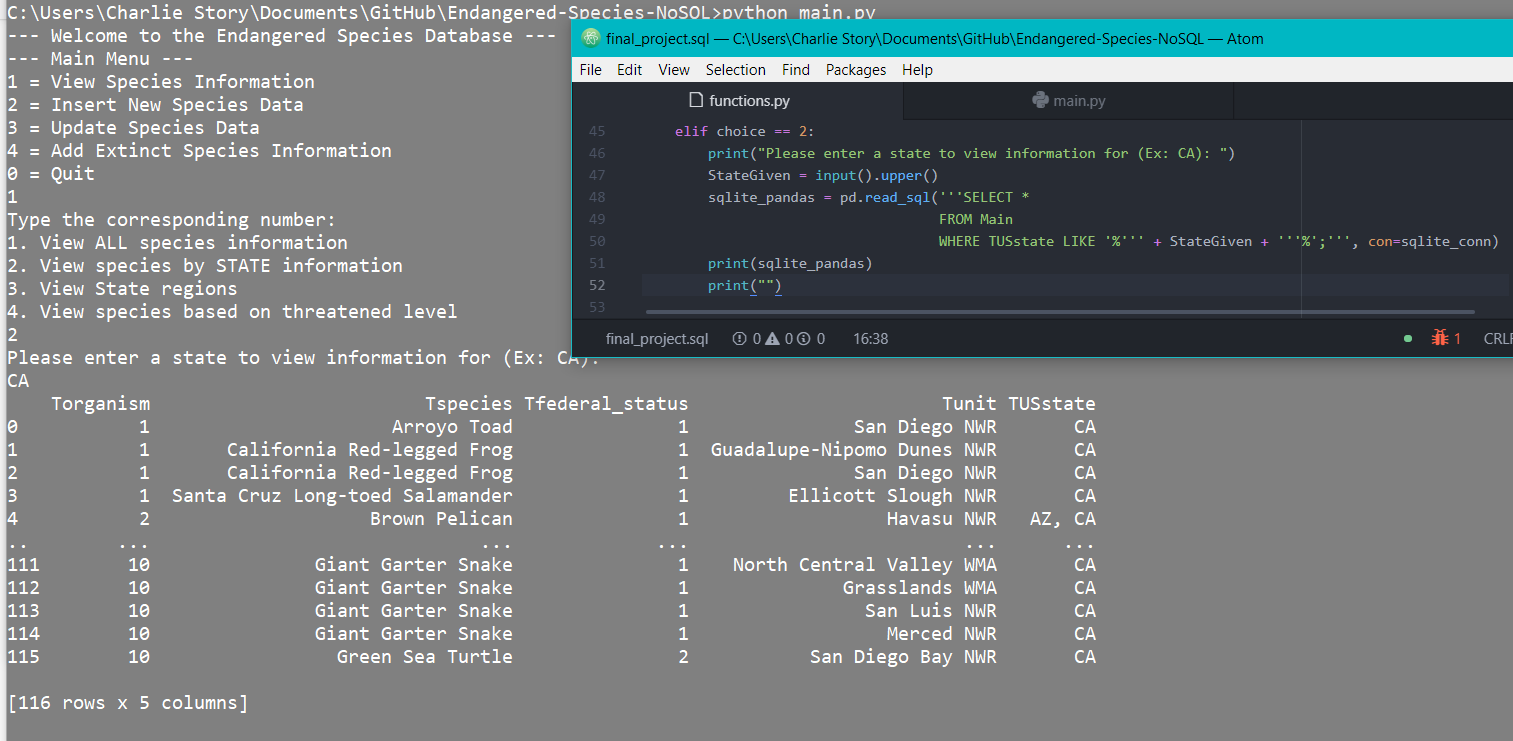 C:\Users\Charlie Story\Documents\GitHub\Endangered-Species-NoSQL>python main.py
--- Welcome to the Endangered Species Database ---
--- Main Menu ---
1 = View Species Information
2 = Insert New Species Data
3 = Update Species Data
4 = Add Extinct Species Information
0 = Quit
1
Type the corresponding number:
1. View ALL species information
2. View species by STATE information
3. View State regions
4. View species based on threatened level
2
Please enter a state to view information for (Ex: CA):
CA
Torganism Tspecies Tfederal_status Tunit TUSstate
0 1 Arroyo Toad 1 San Diego NWR CA
1 1 California Red-legged Frog 1 Guadalupe-Nipomo Dunes NWR CA
2 1 California Red-legged Frog 1 San Diego NWR CA
3 1 Santa Cruz Long-toed Salamander 1 Ellicott Slough NWR CA
4 2 Brown Pelican 1 Havasu NWR AZ, CA
.. ... ... ... ... ...
111 10 Giant Garter Snake 1 North Central Valley WMA CA
112 10 Giant Garter Snake 1 Grasslands WMA CA
113 10 Giant Garter Snake 1 San Luis NWR CA
114 10 Giant Garter Snake 1 Merced NWR CA
115 10 Green Sea Turtle 2 San Diego Bay NWR CA
[116 rows x 5 columns]
final_project.sql — C:\Users\Charlie Story\Documents\GitHub\Endangered-Species-NoSQL — Atom
File Edit View Selection Find Packages Help
functions.py main.py
45 elif choice == 2:
46 print("Please enter a state to view information for (Ex: CA): ")
47 StateGiven = input().upper()
48 sqlite_pandas = pd.read_sql('''SELECT *
49 FROM Main
50 WHERE TUSstate LIKE '%''' + StateGiven + '''%';''', con=sqlite_conn)
51 print(sqlite_pandas)
52 print("")
53
final_project.sql 0 0 0 16:38 1 CRLF